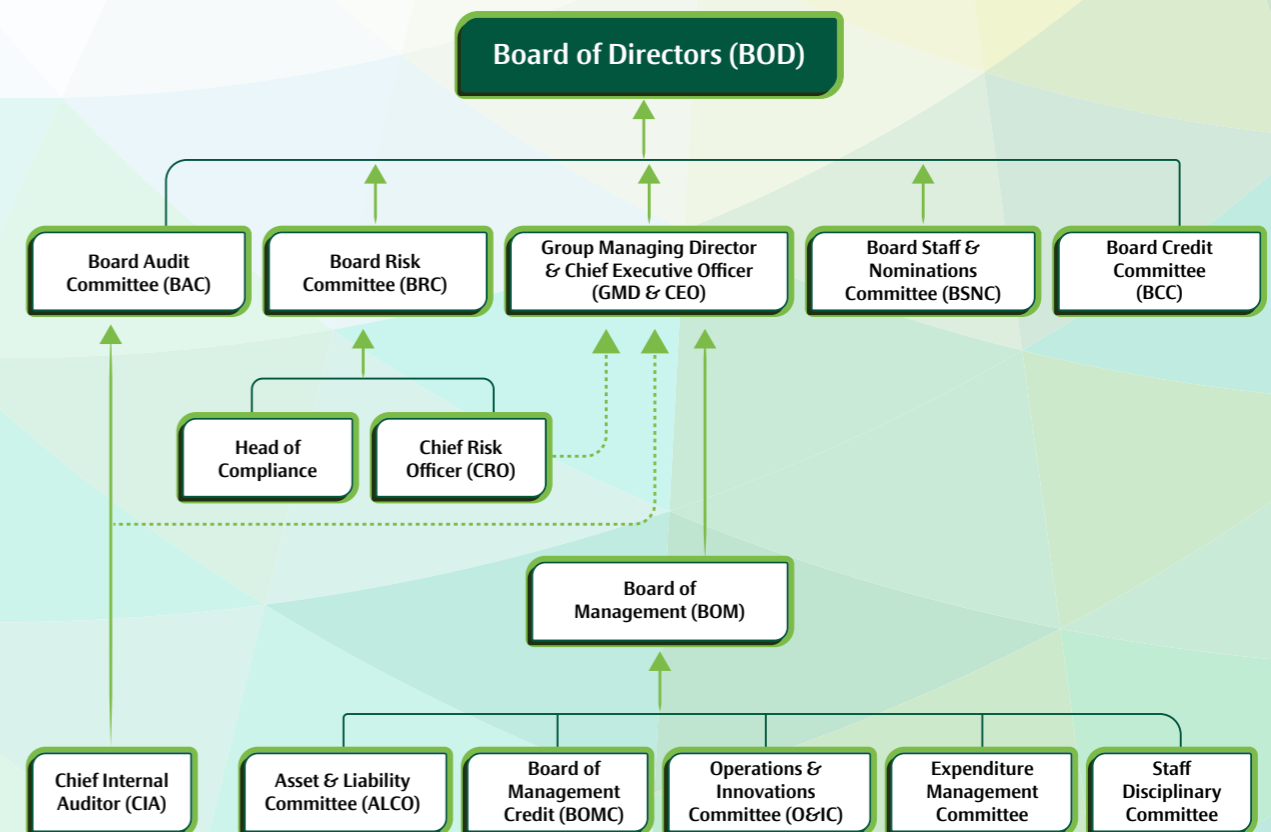 Board of Directors (BOD)
Board Audit
Committee (BAC)
Board Risk
Committee (BRC)
Group Managing Director
& Chief Executive Officer
(GMD & CEO)
Board Staff &
Nominations
Committee (BSNC)
Board Credit
Committee
(BCC)
Head of
Compliance
Chief Risk
Officer (CRO)
Board of
Management (BOM)
Chief Internal
Auditor (CIA)
Asset & Liability
Committee (ALCO)
Board of
Management
Credit (BOMC)
Operations &
Innovations
Committee (O&IC)
Expenditure
Management
Committee
Staff
Disciplinary
Committee